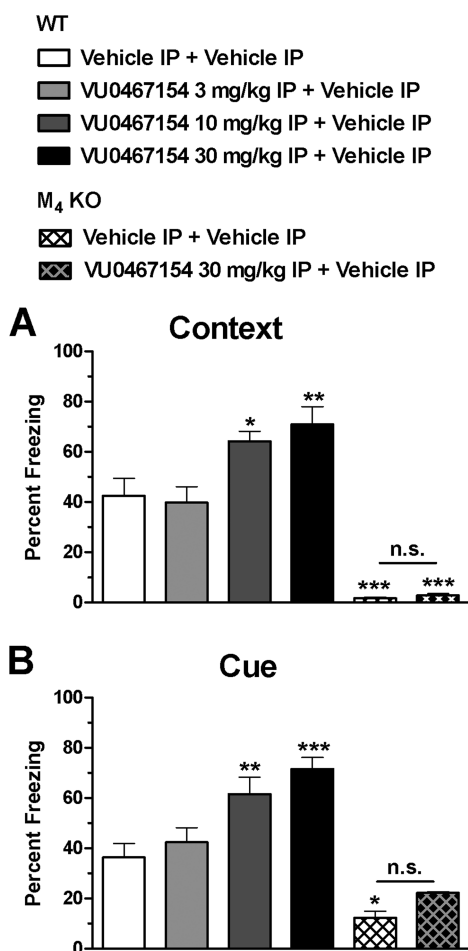 WT
Vehicle IP + Vehicle IP
VU0467154 3 mg/kg IP + Vehicle IP
VU0467154 10 mg/kg IP + Vehicle IP
VU0467154 30 mg/kg IP + Vehicle IP
M₄ KO
Vehicle IP + Vehicle IP
VU0467154 30 mg/kg IP + Vehicle IP
A
Context
Percent Freezing
100
80
60
40
20
0
*
**
n.s.
***
***
B
Cue
Percent Freezing
100
80
60
40
20
0
**
***
n.s.
*